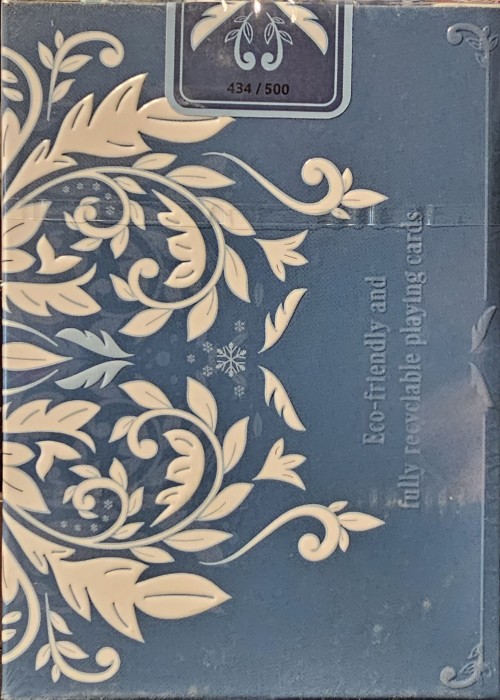 434 / 500
Eco-friendly and
fully recyclable playing cards